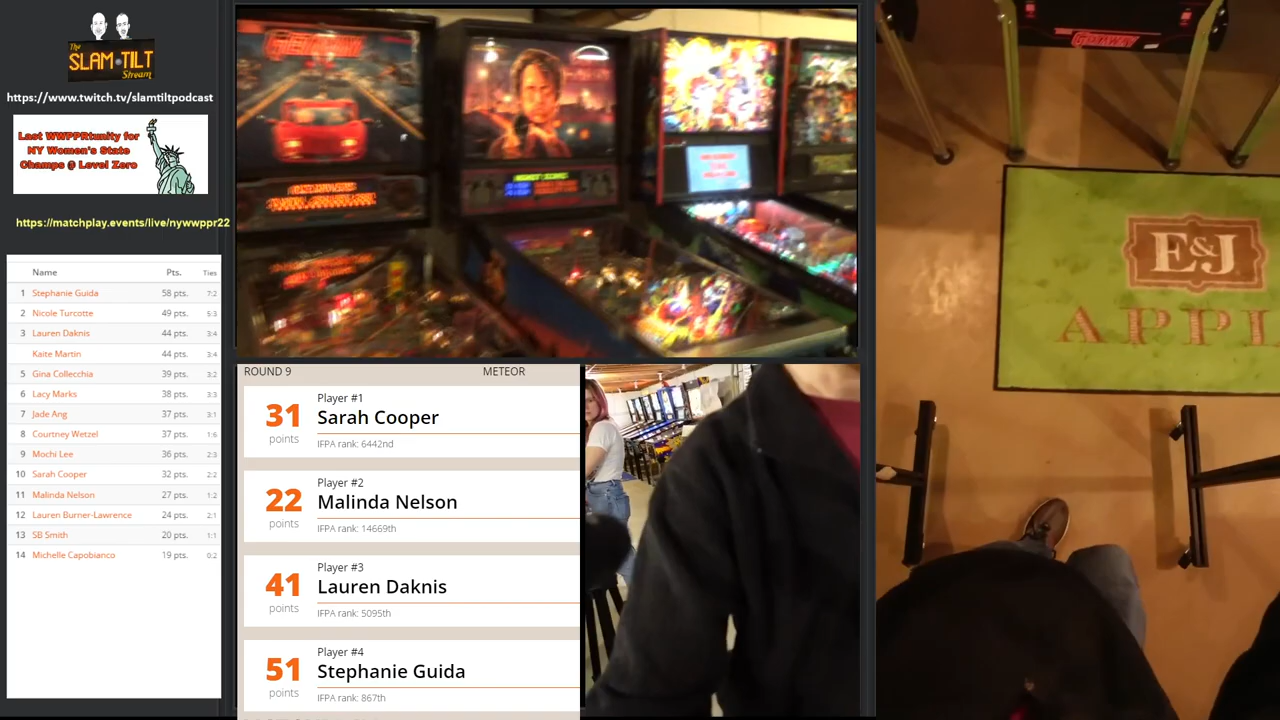 The
SLAM TILT
Stream
https://www.twitch.tv/slamtiltpodcast
Last WWPPRtunity for
NY Women's State
Champs @ Level Zero
https://matchplay.events/live/nywwppr22
Name Pts. Ties
1 Stephanie Guida 58 pts. 7:2
2 Nicole Turcotte 49 pts. 5:3
3 Lauren Daknis 44 pts. 3:4
Kaite Martin 44 pts. 3:4
5 Gina Collecchia 39 pts. 3:2
6 Lacy Marks 38 pts. 3:3
7 Jade Ang 37 pts. 3:1
8 Courtney Wetzel 37 pts. 1:6
9 Mochi Lee 36 pts. 2:3
10 Sarah Cooper 32 pts. 2:2
11 Malinda Nelson 27 pts. 1:2
12 Lauren Burner-Lawrence 24 pts. 2:1
13 SB Smith 20 pts. 1:1
14 Michelle Capobianco 19 pts. 0:2
ROUND 9 METEOR
31 points
Player #1
Sarah Cooper
IFPA rank: 6442nd
22 points
Player #2
Malinda Nelson
IFPA rank: 14669th
41 points
Player #3
Lauren Daknis
IFPA rank: 5095th
51 points
Player #4
Stephanie Guida
IFPA rank: 867th
GETAWAY
E&J
APPL